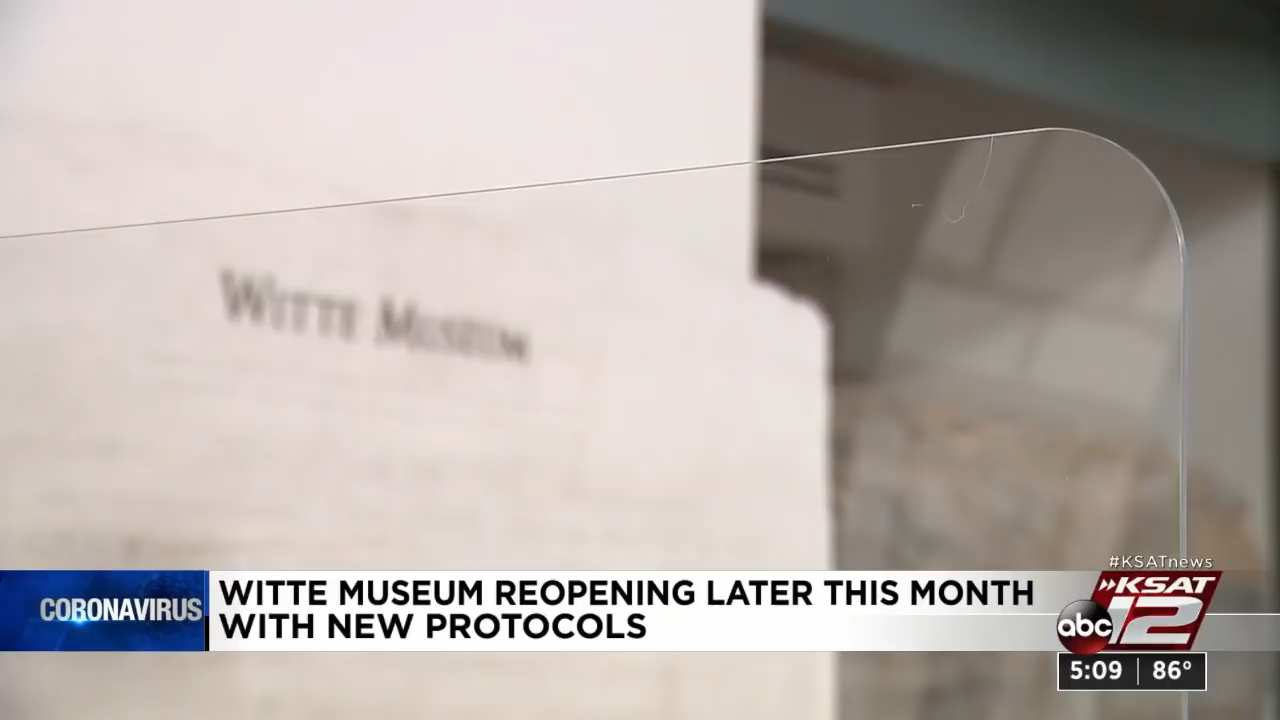 WITTE MUSEUM
#KSATnews
CORONAVIRUS
WITTE MUSEUM REOPENING LATER THIS MONTH
WITH NEW PROTOCOLS
KSAT
abc 12
5:09 86°